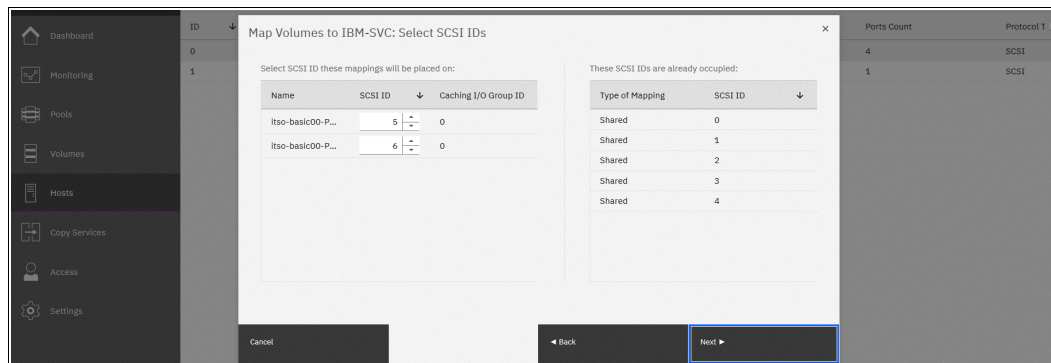 Dashboard
Monitoring
Pools
Volumes
Hosts
Copy Services
Access
Settings
ID
0
1
Map Volumes to IBM-SVC: Select SCSI IDs
×
Select SCSI ID these mappings will be placed on:
Name SCSI ID Caching I/O Group ID
itso-basic00-P... 5 0
itso-basic00-P... 6 0
These SCSI IDs are already occupied:
Type of Mapping SCSI ID
Shared 0
Shared 1
Shared 2
Shared 3
Shared 4
Cancel
Back
Next
Ports Count Protocol T
4 SCSI
1 SCSI